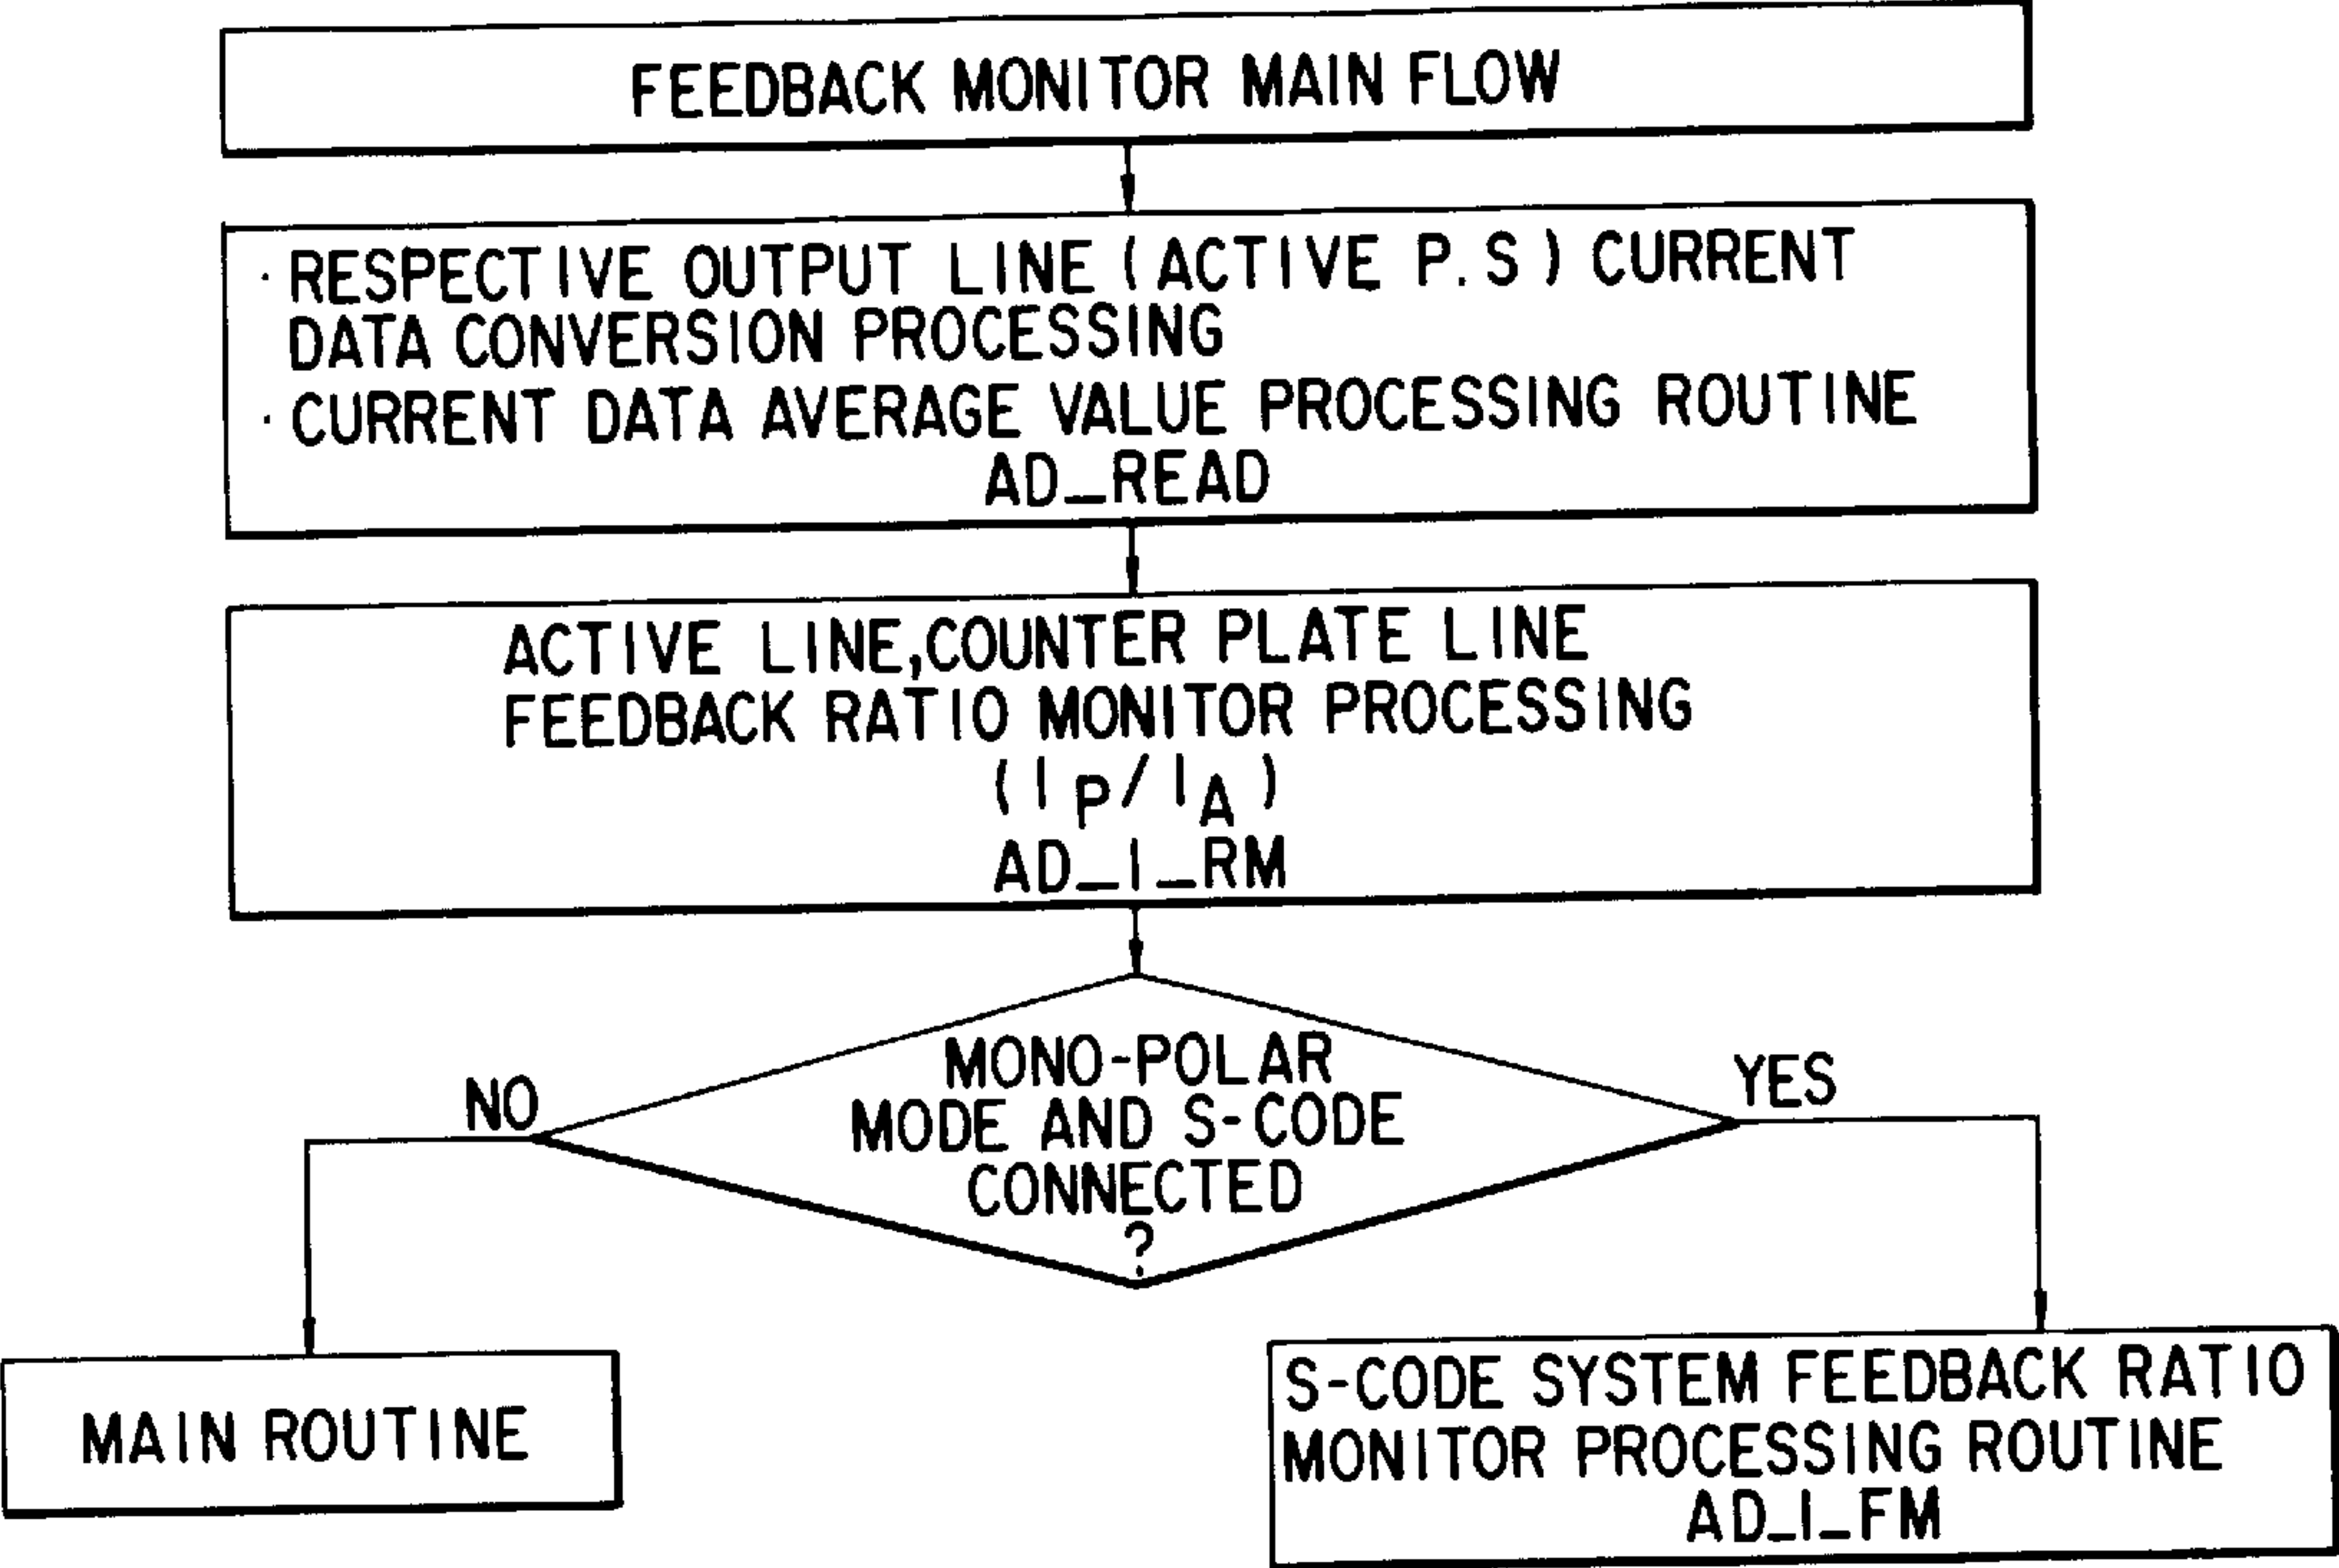 FEEDBACK MONITOR MAIN FLOW
· RESPECTIVE OUTPUT LINE (ACTIVE P.S) CURRENT
DATA CONVERSION PROCESSING
· CURRENT DATA AVERAGE VALUE PROCESSING ROUTINE
AD_READ
ACTIVE LINE,COUNTER PLATE LINE
FEEDBACK RATIO MONITOR PROCESSING
(IP/IA)
AD_I_RM
MONO-POLAR
MODE AND S-CODE
CONNECTED
?
NO
YES
MAIN ROUTINE
S-CODE SYSTEM FEEDBACK RATIO
MONITOR PROCESSING ROUTINE
AD_I_FM